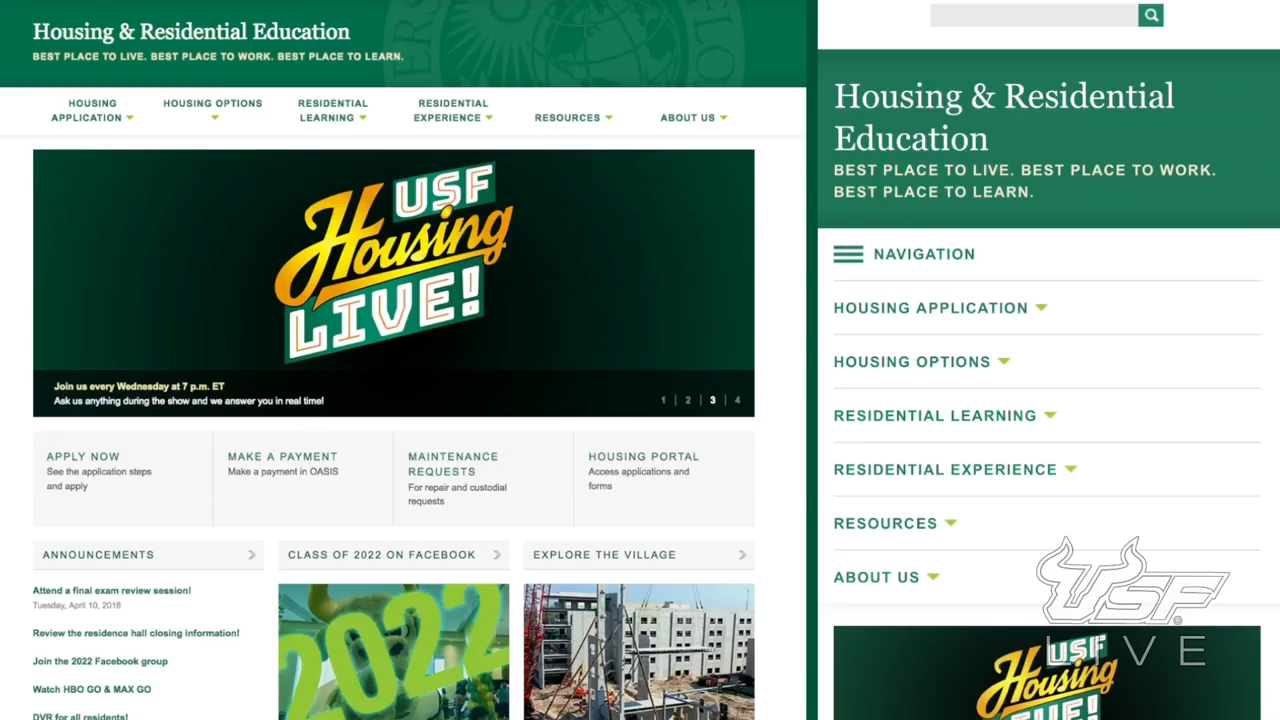 Housing & Residential Education
BEST PLACE TO LIVE. BEST PLACE TO WORK. BEST PLACE TO LEARN.
HOUSING APPLICATION
HOUSING OPTIONS
RESIDENTIAL LEARNING
RESIDENTIAL EXPERIENCE
RESOURCES
ABOUT US
USF
Housing
LIVE!
Join us every Wednesday at 7 p.m. ET
Ask us anything during the show and we answer you in real time!
1 | 2 | 3 | 4
APPLY NOW
See the application steps
and apply
MAKE A PAYMENT
Make a payment in OASIS
MAINTENANCE
REQUESTS
For repair and custodial
requests
HOUSING PORTAL
Access applications and
forms
ANNOUNCEMENTS
Attend a final exam review session!
Tuesday, April 10, 2018
Review the residence hall closing information!
Join the 2022 Facebook group
Watch HBO GO & MAX GO
DVR for all residents!
CLASS OF 2022 ON FACEBOOK
2022
EXPLORE THE VILLAGE
Housing & Residential
Education
BEST PLACE TO LIVE. BEST PLACE TO WORK.
BEST PLACE TO LEARN.
NAVIGATION
HOUSING APPLICATION
HOUSING OPTIONS
RESIDENTIAL LEARNING
RESIDENTIAL EXPERIENCE
RESOURCES
ABOUT US
USF
Housing
LIVE!
USF®
LIVE